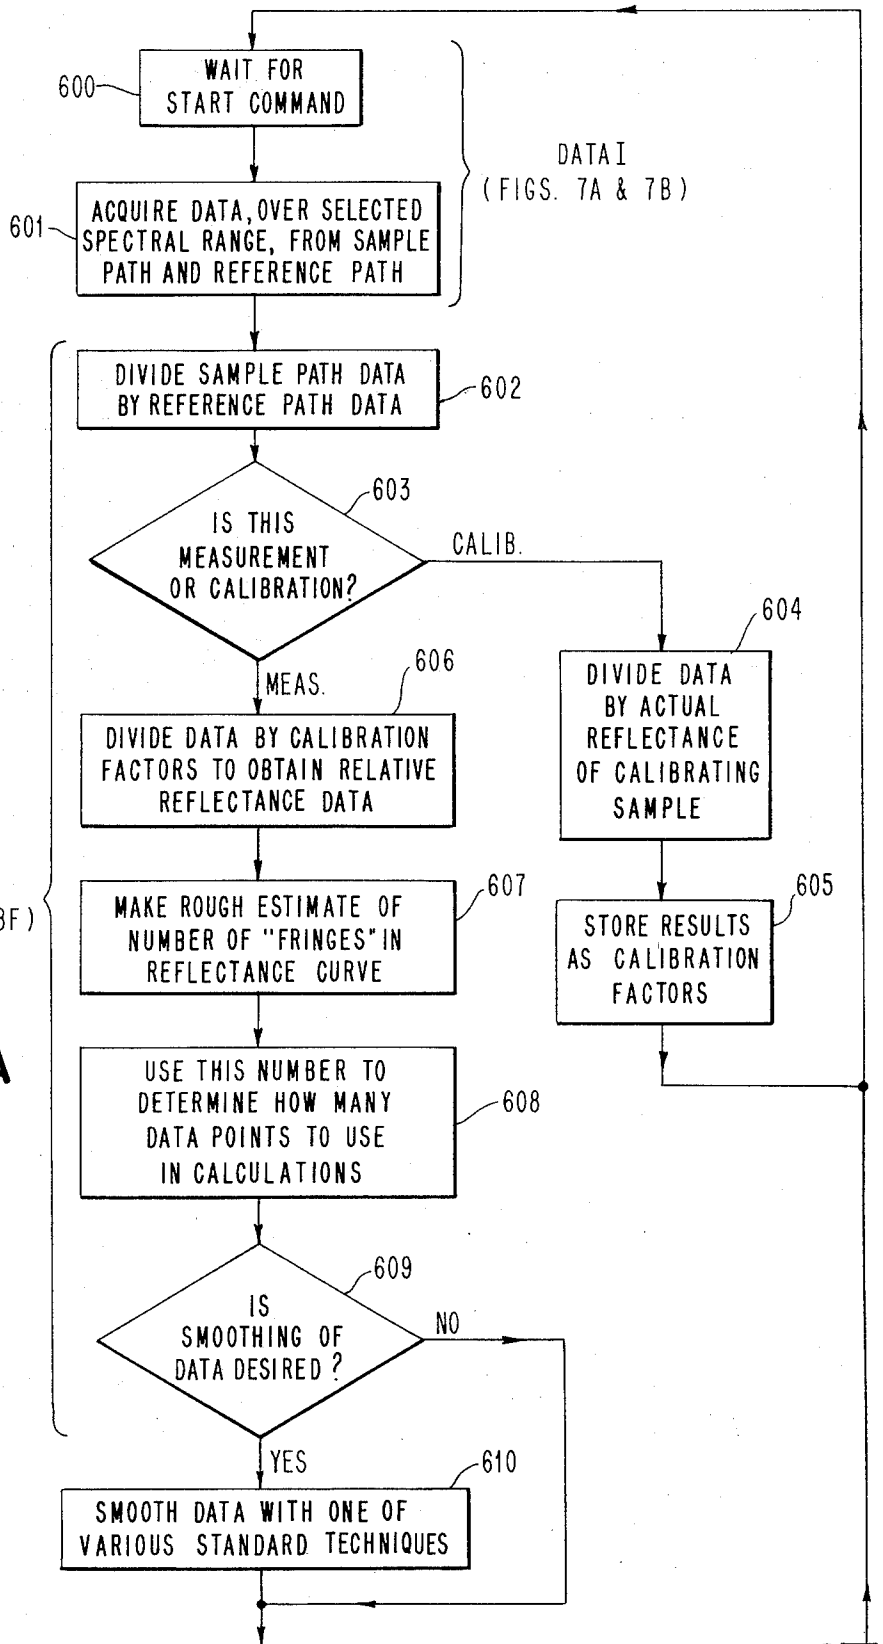 600
WAIT FOR
START COMMAND
DATA I
(FIGS. 7A & 7B)
601
ACQUIRE DATA, OVER SELECTED
SPECTRAL RANGE, FROM SAMPLE
PATH AND REFERENCE PATH
DIVIDE SAMPLE PATH DATA
BY REFERENCE PATH DATA
602
603
IS THIS
MEASUREMENT
OR CALIBRATION?
CALIB.
MEAS.
604
DIVIDE DATA
BY ACTUAL
REFLECTANCE
OF CALIBRATING
SAMPLE
606
DIVIDE DATA BY CALIBRATION
FACTORS TO OBTAIN RELATIVE
REFLECTANCE DATA
605
STORE RESULTS
AS CALIBRATION
FACTORS
607
MAKE ROUGH ESTIMATE OF
NUMBER OF "FRINGES" IN
REFLECTANCE CURVE
F)
A
USE THIS NUMBER TO
DETERMINE HOW MANY
DATA POINTS TO USE
IN CALCULATIONS
608
609
IS
SMOOTHING OF
DATA DESIRED ?
NO
YES
610
SMOOTH DATA WITH ONE OF
VARIOUS STANDARD TECHNIQUES